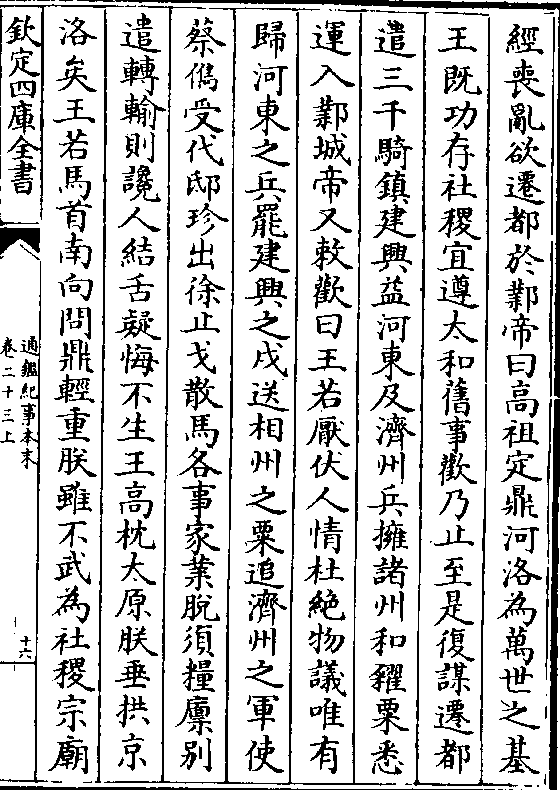 經喪亂欲遷都於鄴帝曰高祖定鼎河洛為萬世之基
王既功存社稷宜遵太和舊事歡乃止至是復謀遷都
遣三千騎鎮建興益河東及濟州兵擁諸州和糴粟悉
運入鄴城帝又敕歡曰王若厭伏人情杜絶物議唯有
歸河東之兵罷建興之戍送相州之粟追濟州之軍使
蔡儁受代邸珍出徐止戈散馬各事家業脫須糧廪别
遣轉輸則讒人結舌疑悔不生王高枕太原朕垂拱京
洛矣王若馬首南向問鼎輕重朕雖不武為社稷宗廟
欽定四庫全書
通鑑紀事本末
卷二十三上
十六